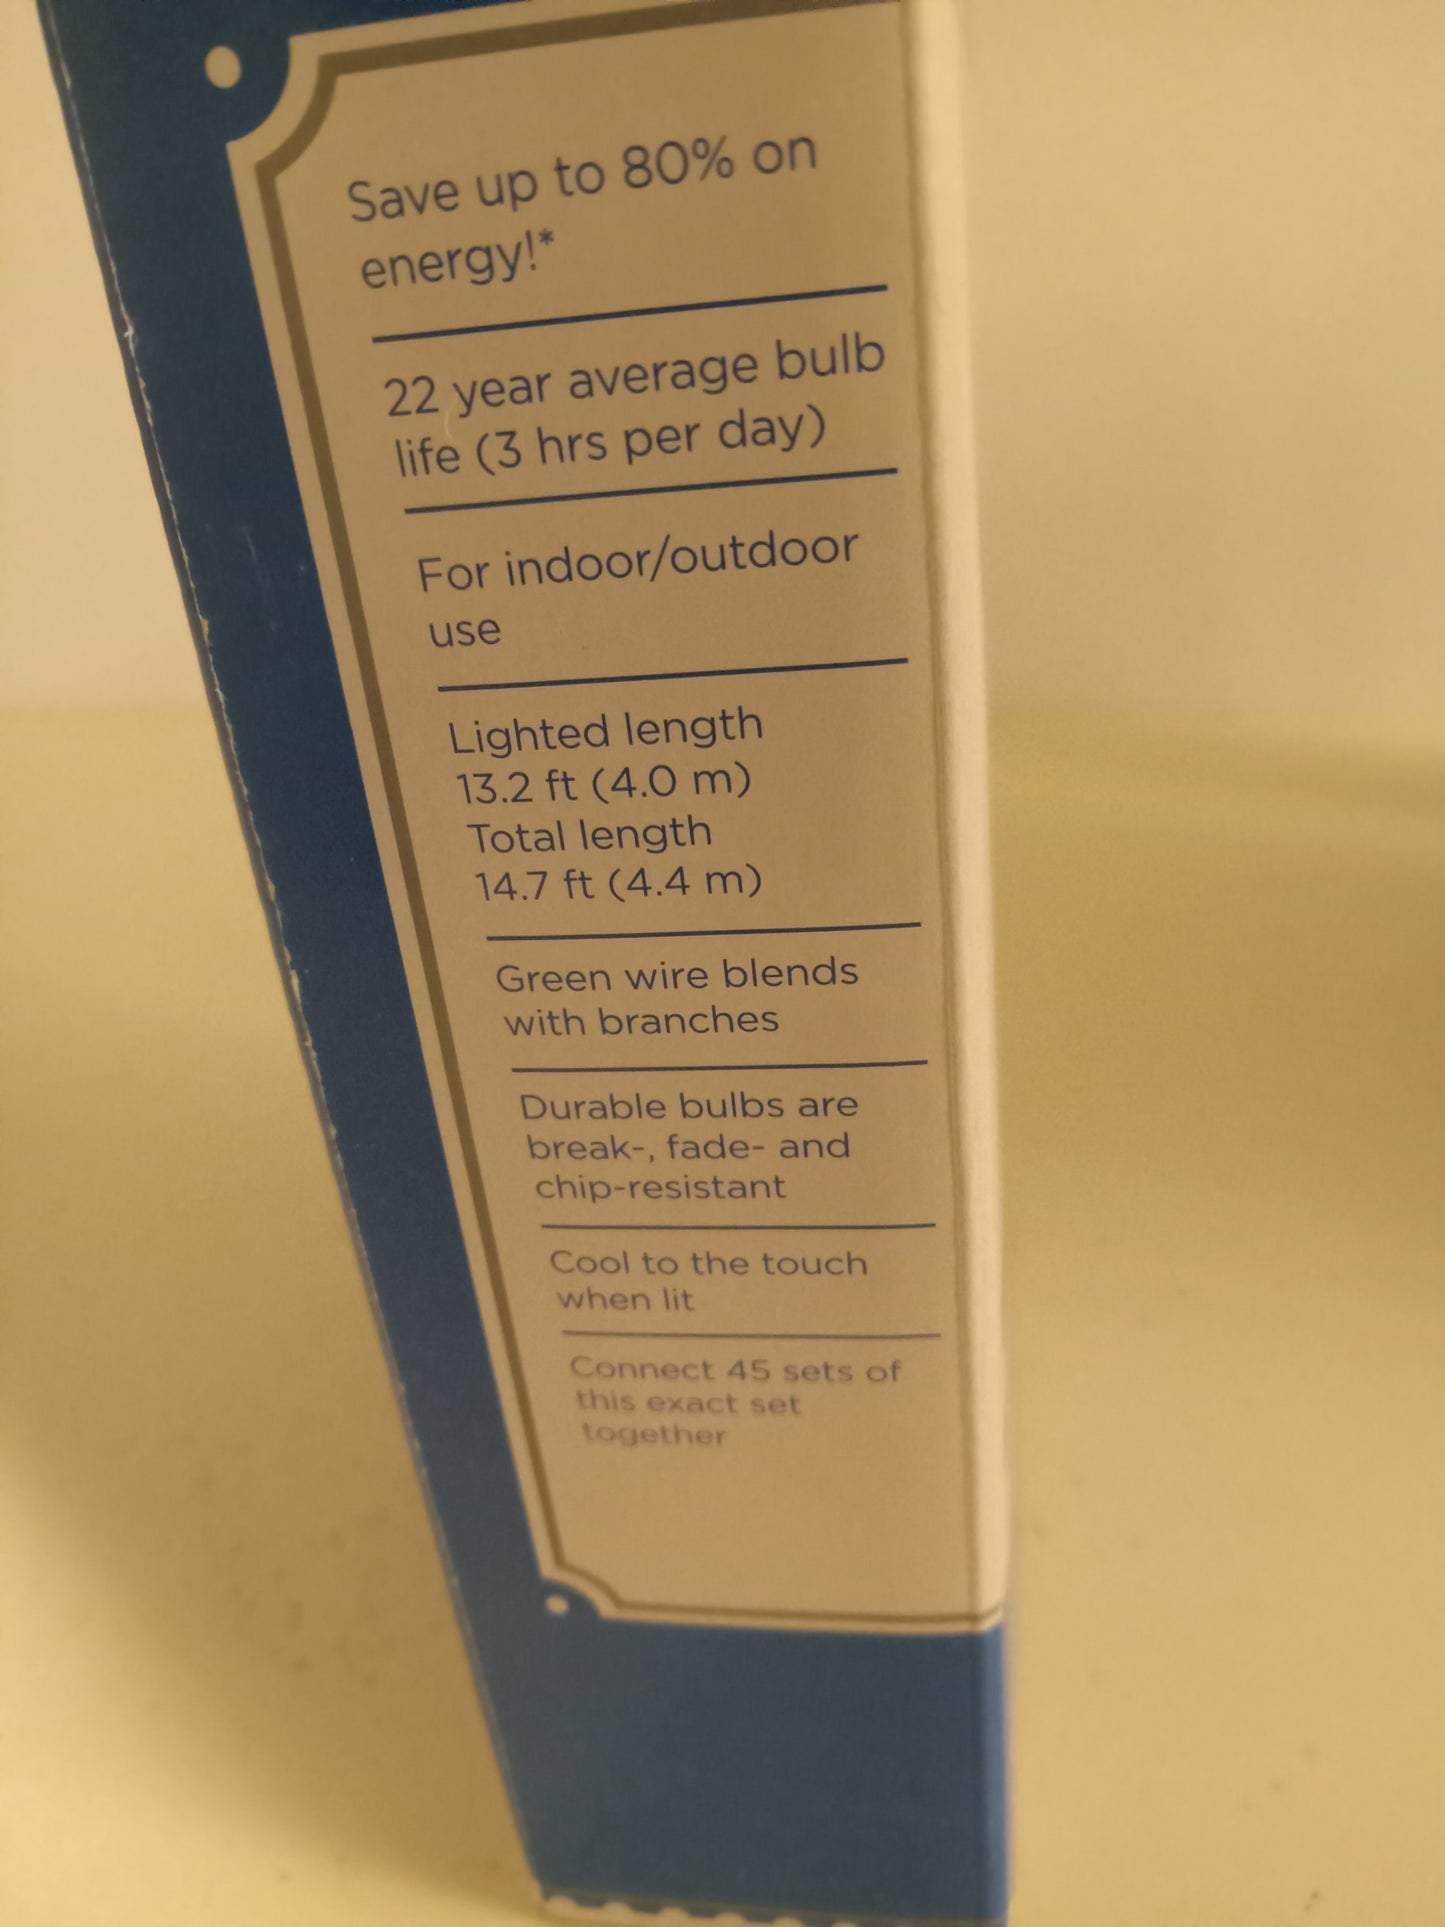 Save up to 80% on
energy!*
22 year average bulb
life (3 hrs per day)
For indoor/outdoor
use
Lighted length
13.2 ft (4.0 m)
Total length
14.7 ft (4.4 m)
Green wire blends
with branches
Durable bulbs are
break-, fade- and
chip-resistant
Cool to the touch
when lit
Connect 45 sets of
this exact set
together